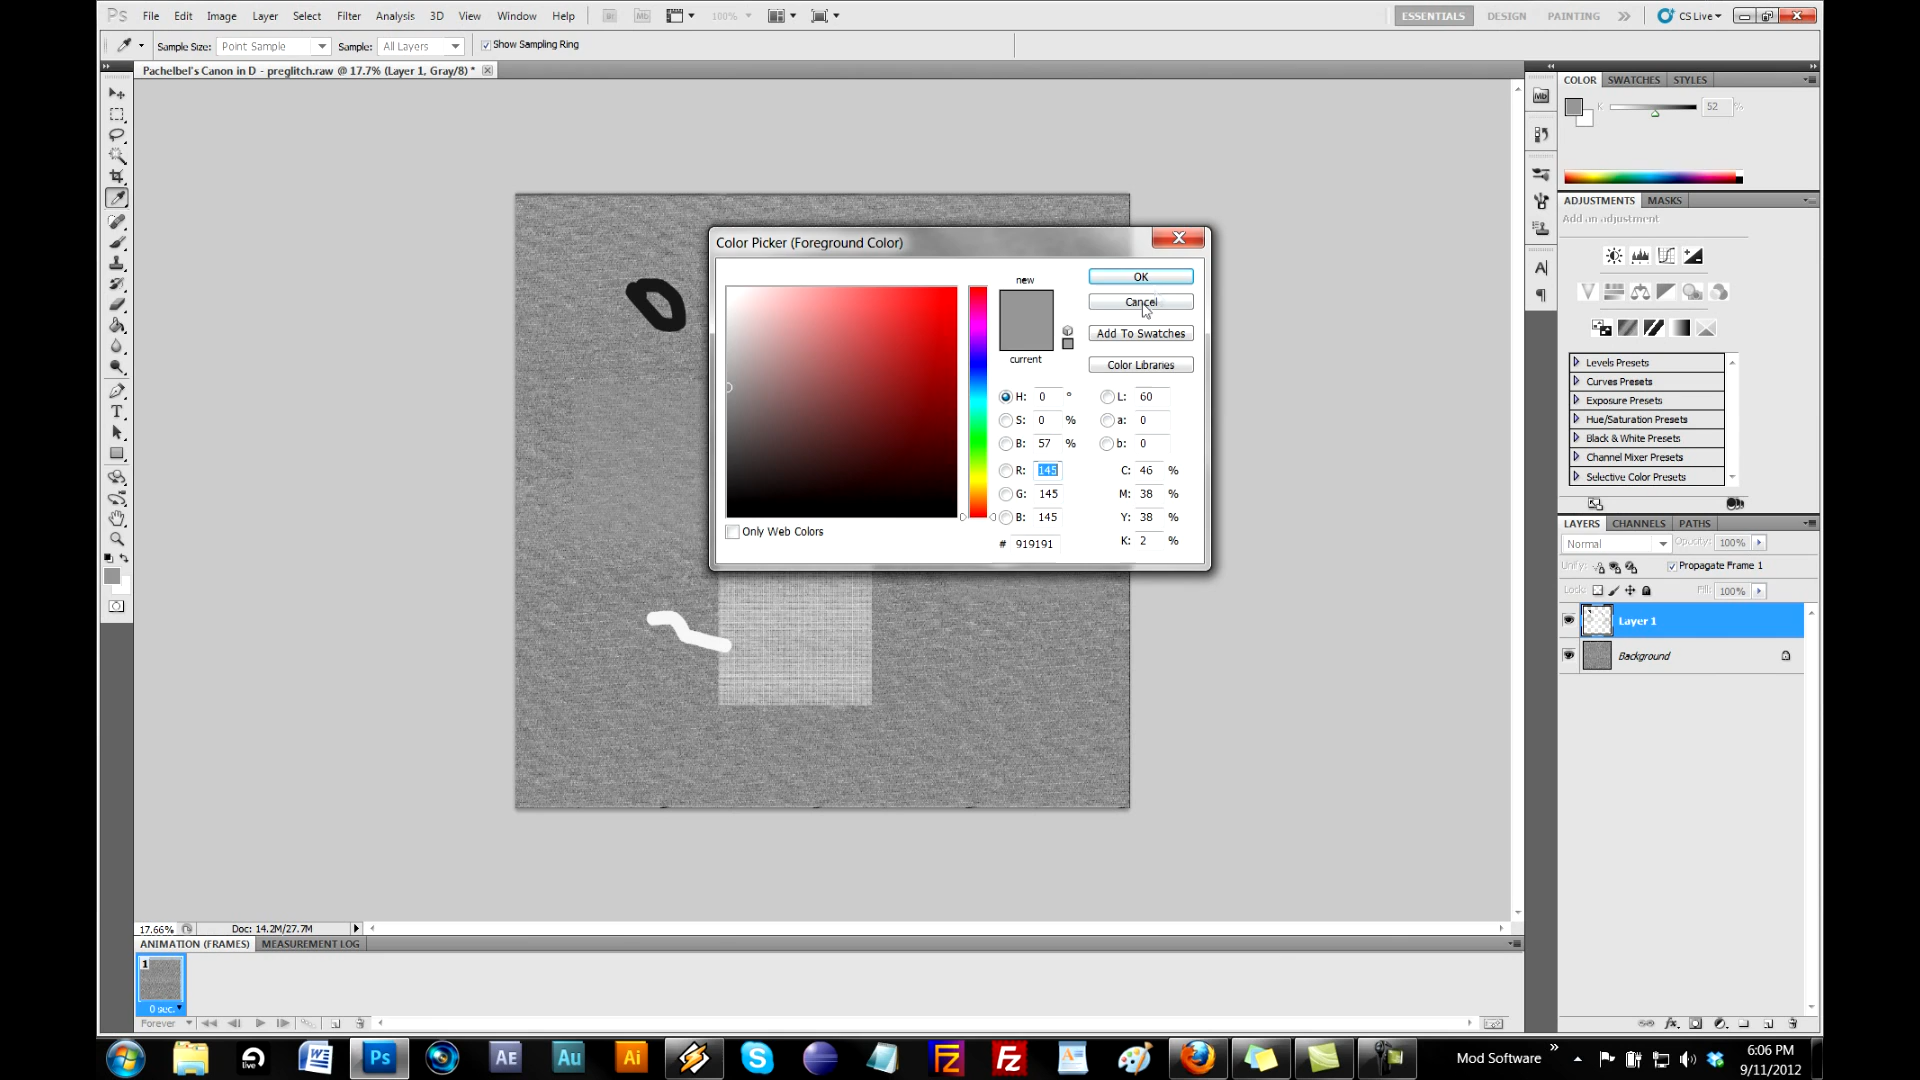 Ps File Edit Image Layer Select Filter Analysis 3D View Window Help Br Mb 100% ESSENTIALS DESIGN PAINTING CS Live
Sample Size: Point Sample Sample: All Layers Show Sampling Ring
Pachelbel's Canon in D - preglitch.raw @ 17.7% (Layer 1, Gray/8) *
COLOR SWATCHES STYLES
K 52 %
ADJUSTMENTS MASKS
Add an adjustment
Levels Presets
Curves Presets
Exposure Presets
Hue/Saturation Presets
Black & White Presets
Channel Mixer Presets
Selective Color Presets
LAYERS CHANNELS PATHS
Normal Opacity: 100%
Unify: Propagate Frame 1
Lock: Fill: 100%
Layer 1
Background
Color Picker (Foreground Color)
new
current
OK
Cancel
Add To Swatches
Color Libraries
H: 0 ° L: 60
S: 0 % a: 0
B: 57 % b: 0
R: 145 C: 46 %
G: 145 M: 38 %
B: 145 Y: 38 %
# 919191 K: 2 %
Only Web Colors
17.66% Doc: 14.2M/27.7M
ANIMATION (FRAMES) MEASUREMENT LOG
1
0 sec.
Forever
live W Ps AE Au Ai Mod Software 6:06 PM
9/11/2012